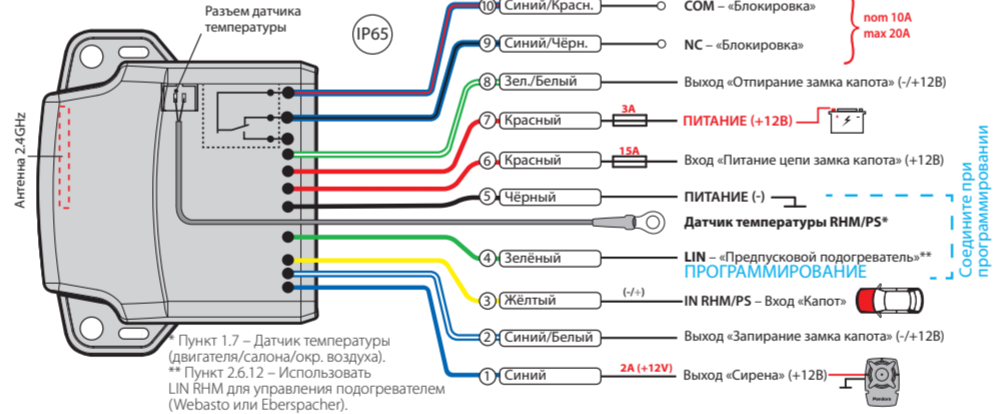 Разъем датчика
температуры
IP65
Антенна 2.4GHz
10 Синий/Красн. COM – «Блокировка»
nom 10A
max 20A
9 Синий/Чёрн. NC – «Блокировка»
8 Зел./Белый Выход «Отпирание замка капота» (-/+12В)
7 Красный 3A ПИТАНИЕ (+12В)
6 Красный 15A Вход «Питание цепи замка капота» (+12В)
5 Чёрный ПИТАНИЕ (-)
Датчик температуры RHM/PS*
4 Зелёный LIN – «Предпусковой подогреватель»**
ПРОГРАММИРОВАНИЕ
Соедините при
программировании
3 Жёлтый (-/+) IN RHM/PS – Вход «Капот»
2 Синий/Белый Выход «Запирание замка капота» (-/+12В)
1 Синий 2A (+12V) Выход «Сирена» (+12В)
Pandora
* Пункт 1.7 – Датчик температуры
(двигателя/салона/окр. воздуха).
** Пункт 2.6.12 – Использовать
LIN RHM для управления подогревателем
(Webasto или Eberspacher).